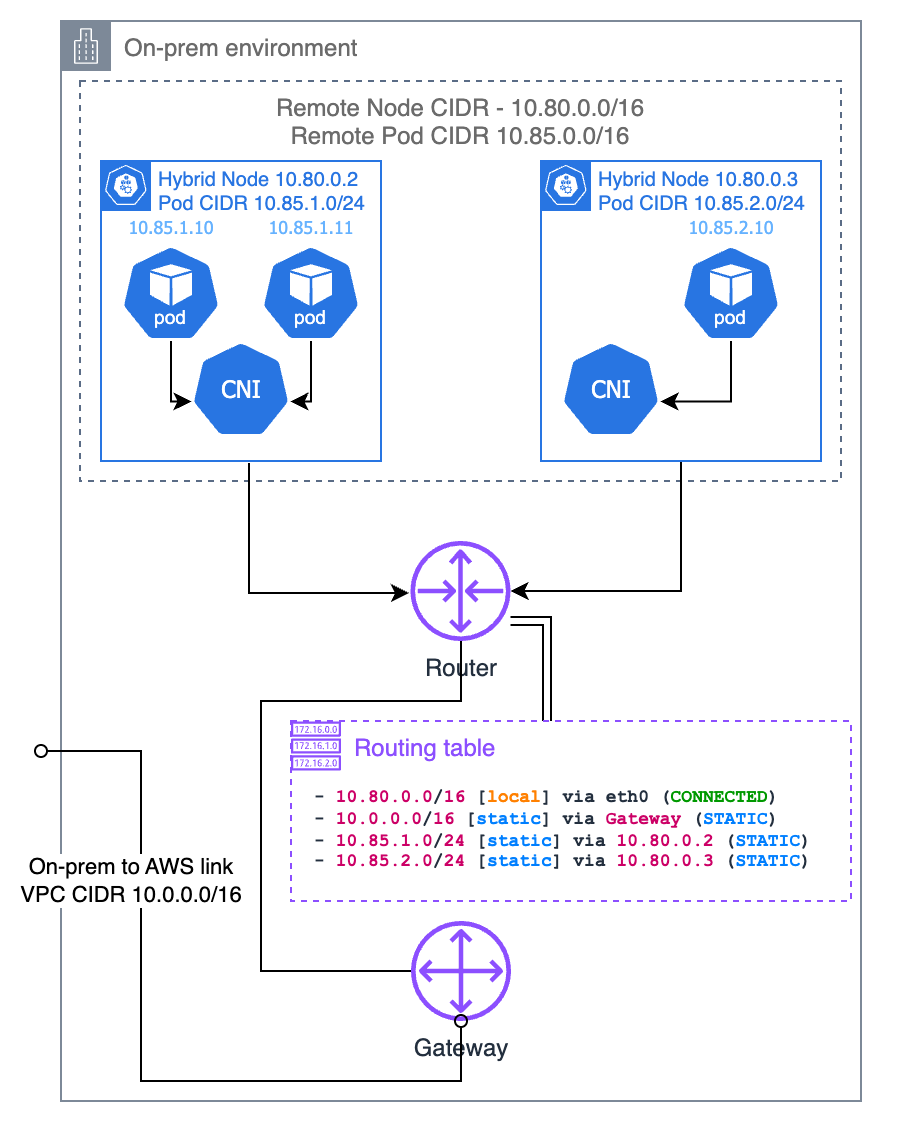 On-prem environment
Remote Node CIDR - 10.80.0.0/16
Remote Pod CIDR 10.85.0.0/16
Hybrid Node 10.80.0.2
Pod CIDR 10.85.1.0/24
10.85.1.10
10.85.1.11
pod
pod
CNI
Hybrid Node 10.80.0.3
Pod CIDR 10.85.2.0/24
10.85.2.10
pod
CNI
Router
172.16.0.0
172.16.1.0
172.16.2.0
Routing table
- 10.80.0.0/16 [local] via eth0 (CONNECTED)
- 10.0.0.0/16 [static] via Gateway (STATIC)
- 10.85.1.0/24 [static] via 10.80.0.2 (STATIC)
- 10.85.2.0/24 [static] via 10.80.0.3 (STATIC)
On-prem to AWS link
VPC CIDR 10.0.0.0/16
Gateway